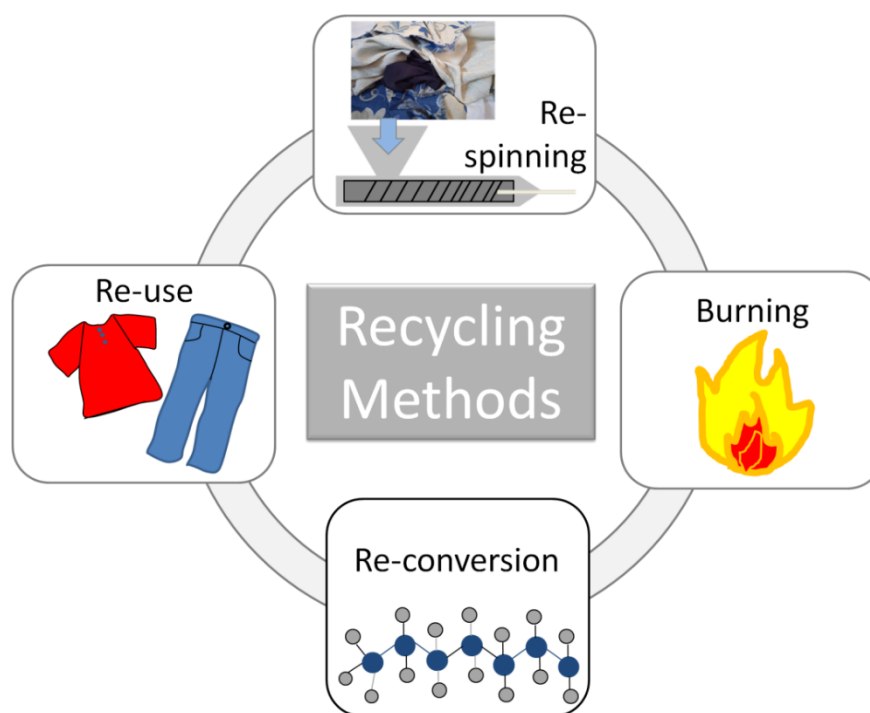 Re-
spinning
Re-use
Recycling
Methods
Burning
Re-conversion